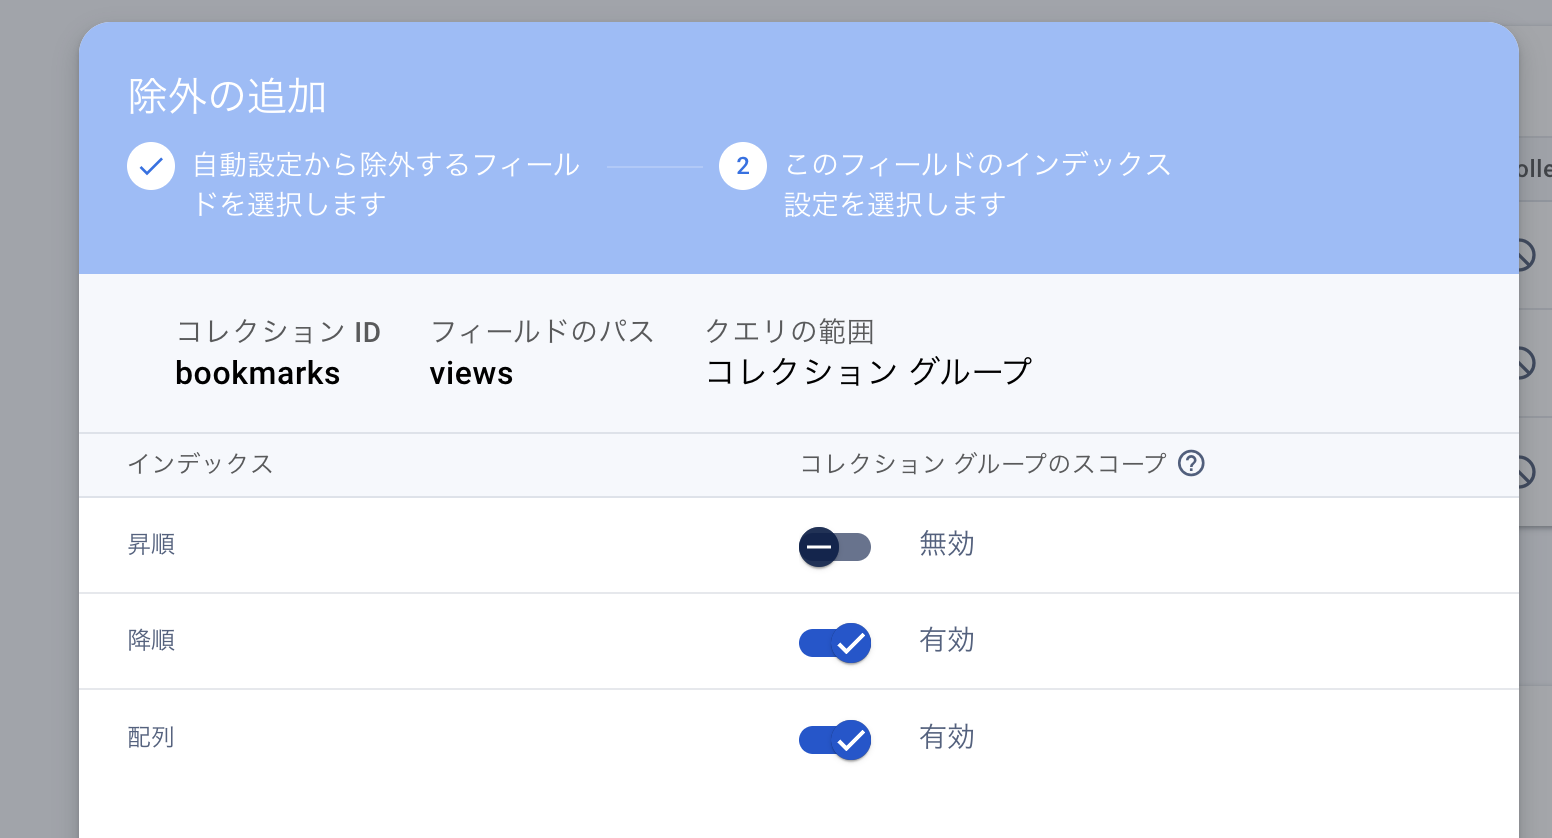 除外の追加
自動設定から除外するフィール
ドを選択します
2
このフィールドのインデックス
設定を選択します
コレクション ID
フィールドのパス
クエリの範囲
bookmarks
views
コレクション グループ
インデックス
コレクション グループのスコープ ?
昇順
無効
降順
有効
配列
有効
olle